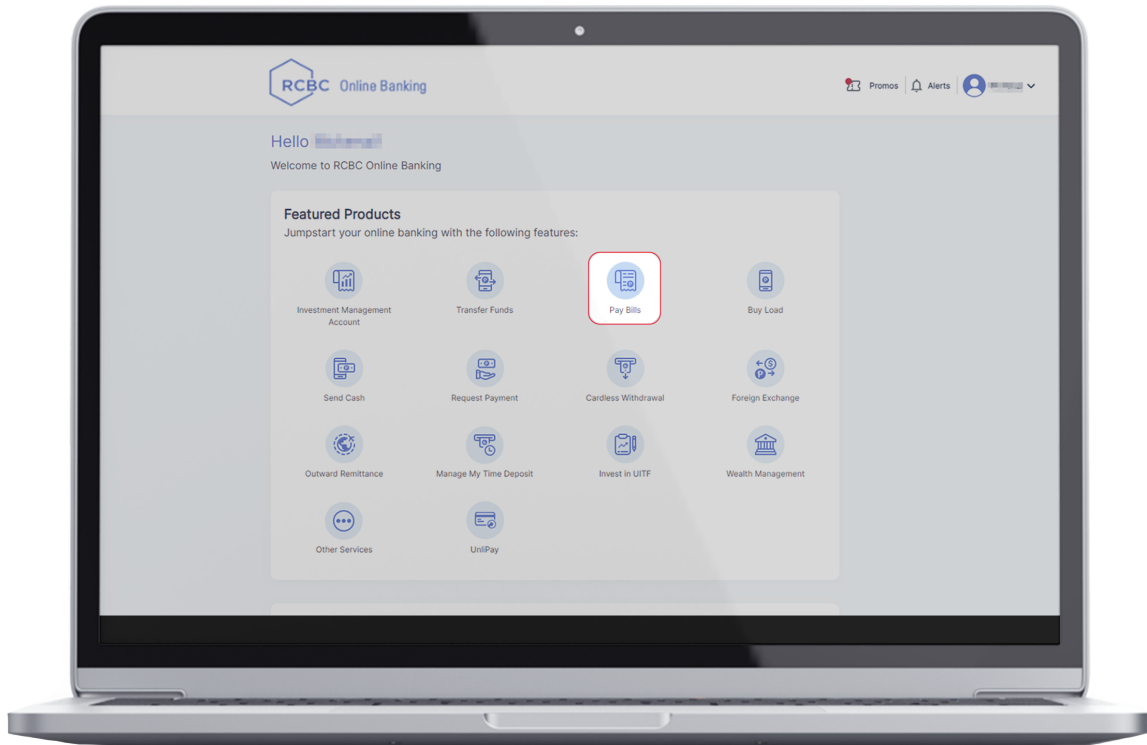 RCBC Online Banking
Promos
Alerts
Hello
Welcome to RCBC Online Banking
Featured Products
Jumpstart your online banking with the following features:
Investment Management
Account
Transfer Funds
Pay Bills
Buy Load
Send Cash
Request Payment
Cardless Withdrawal
Foreign Exchange
Outward Remittance
Manage My Time Deposit
Invest in UITF
Wealth Management
Other Services
UnliPay